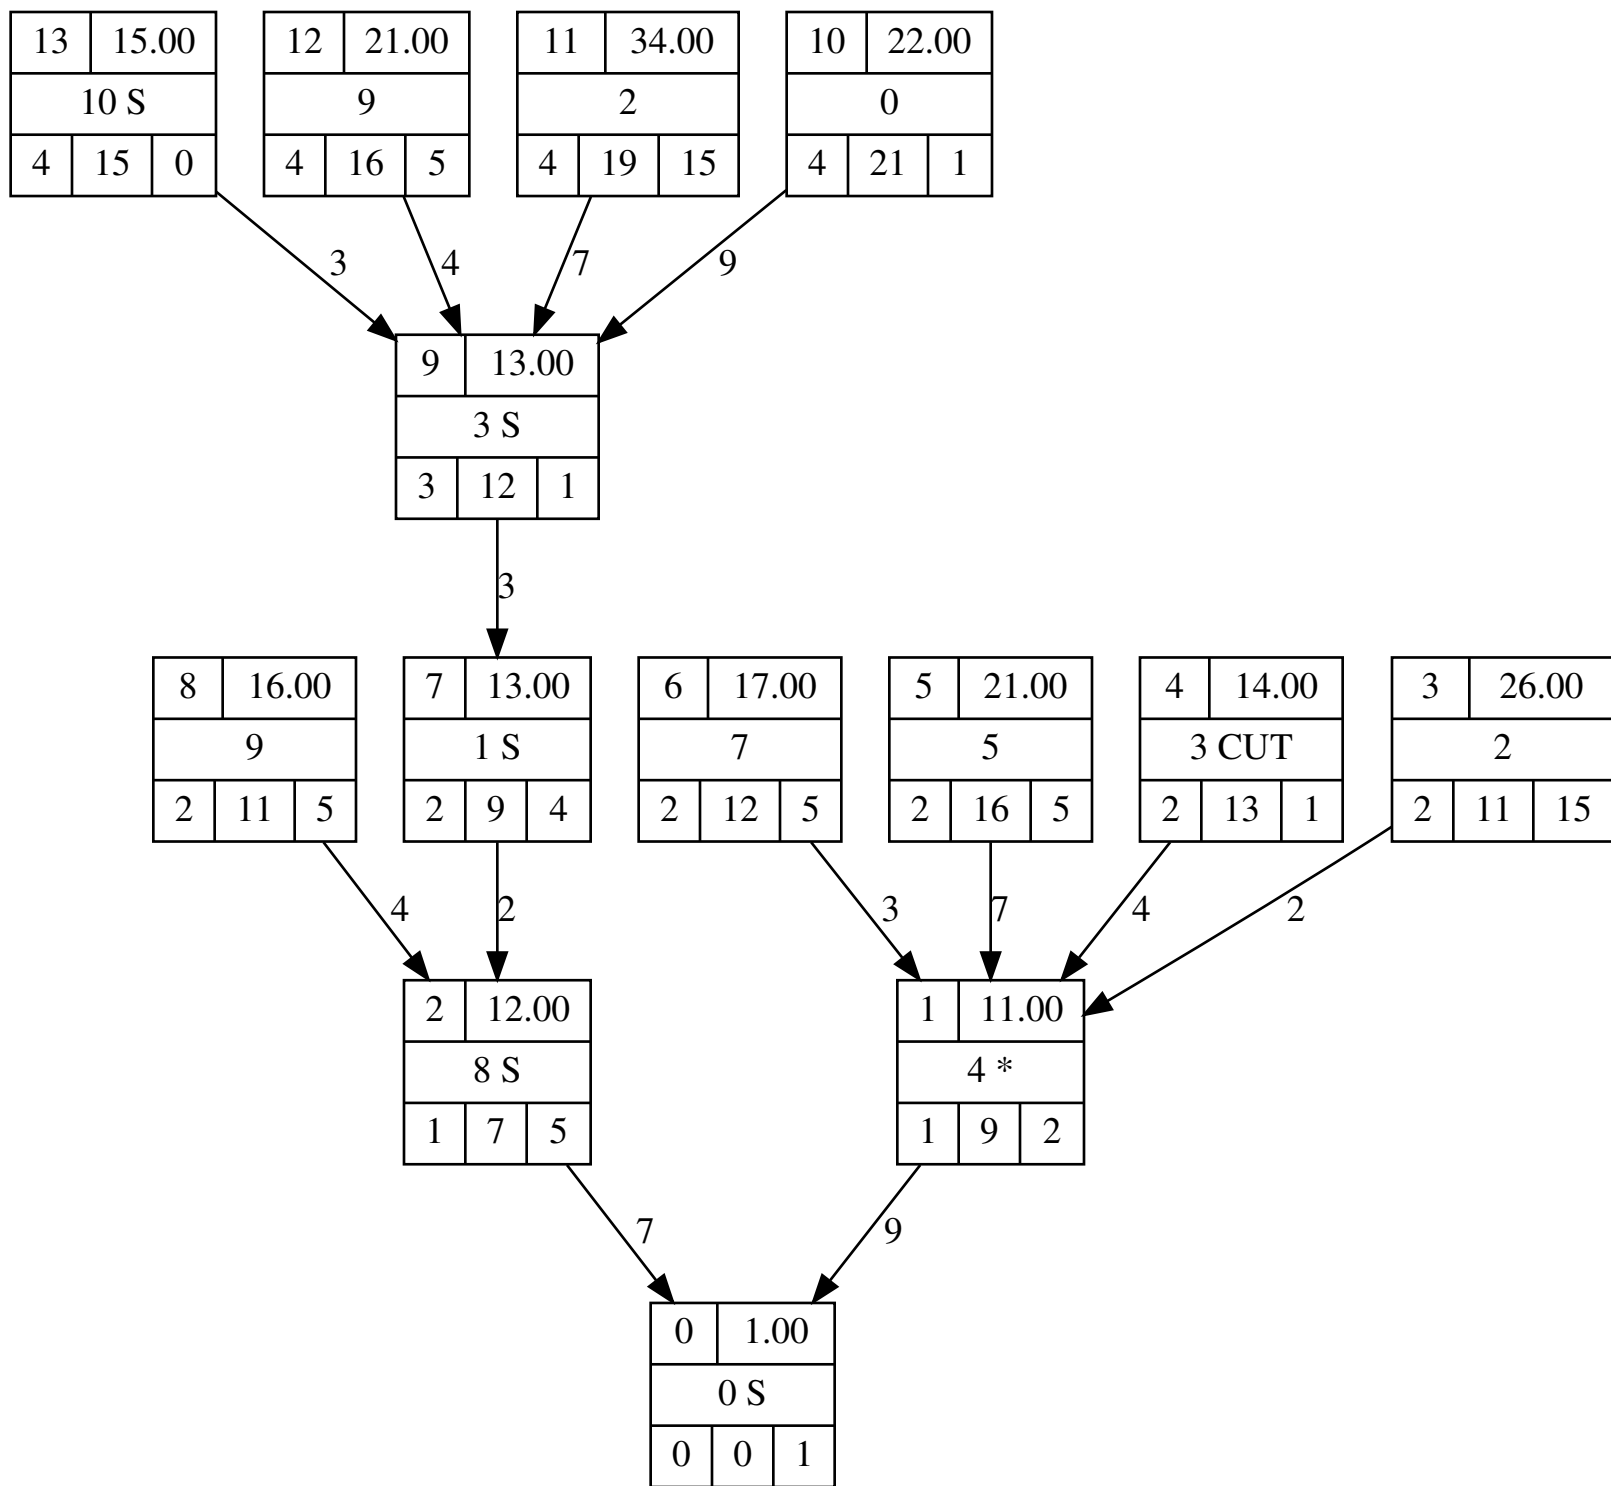 13 15.00 12 21.00 11 34.00 10 22.00
10 S 9 2 0
4 15 0 4 16 5 4 19 15 4 21 1
3 4 7 9
9 13.00
3 S
3 12 1
3
8 16.00 7 13.00 6 17.00 5 21.00 4 14.00 3 26.00
9 1 S 7 5 3 CUT 2
2 11 5 2 9 4 2 12 5 2 16 5 2 13 1 2 11 15
4 2 3 7 4 2
2 12.00 1 11.00
8 S 4 *
1 7 5 1 9 2
7 9
0 1.00
0 S
0 0 1